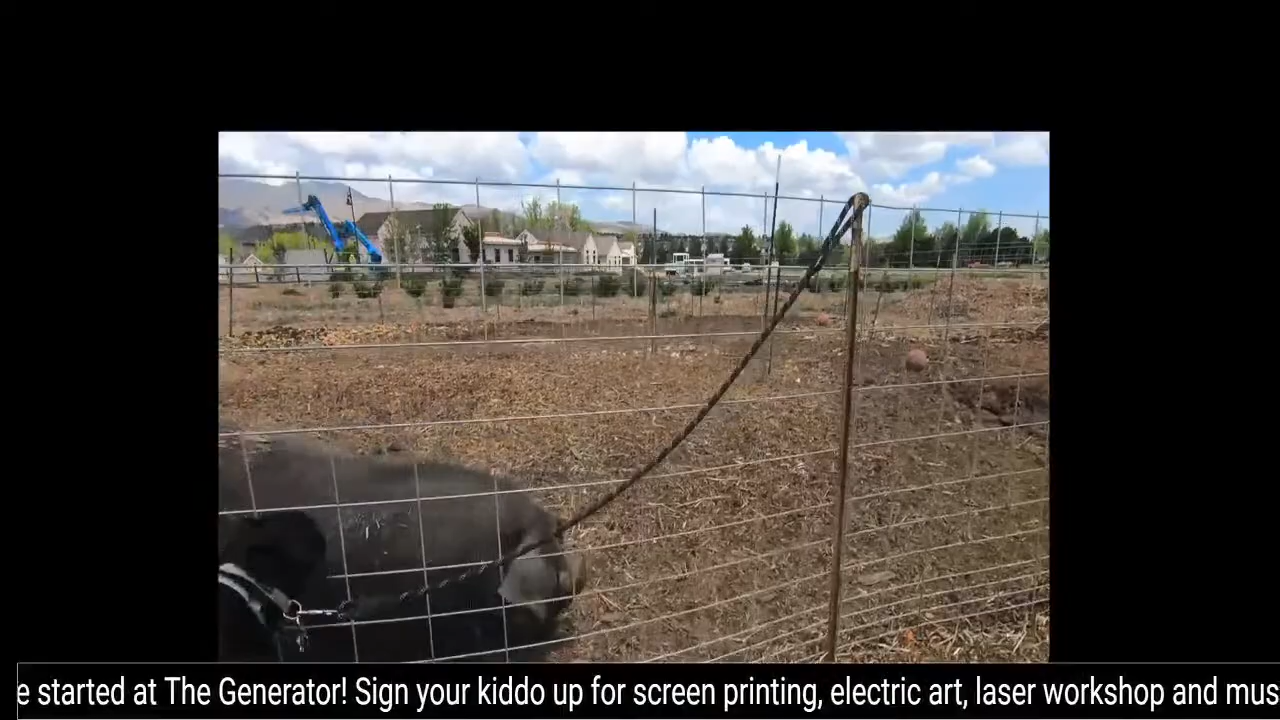 e started at The Generator! Sign your kiddo up for screen printing, electric art, laser workshop and mus